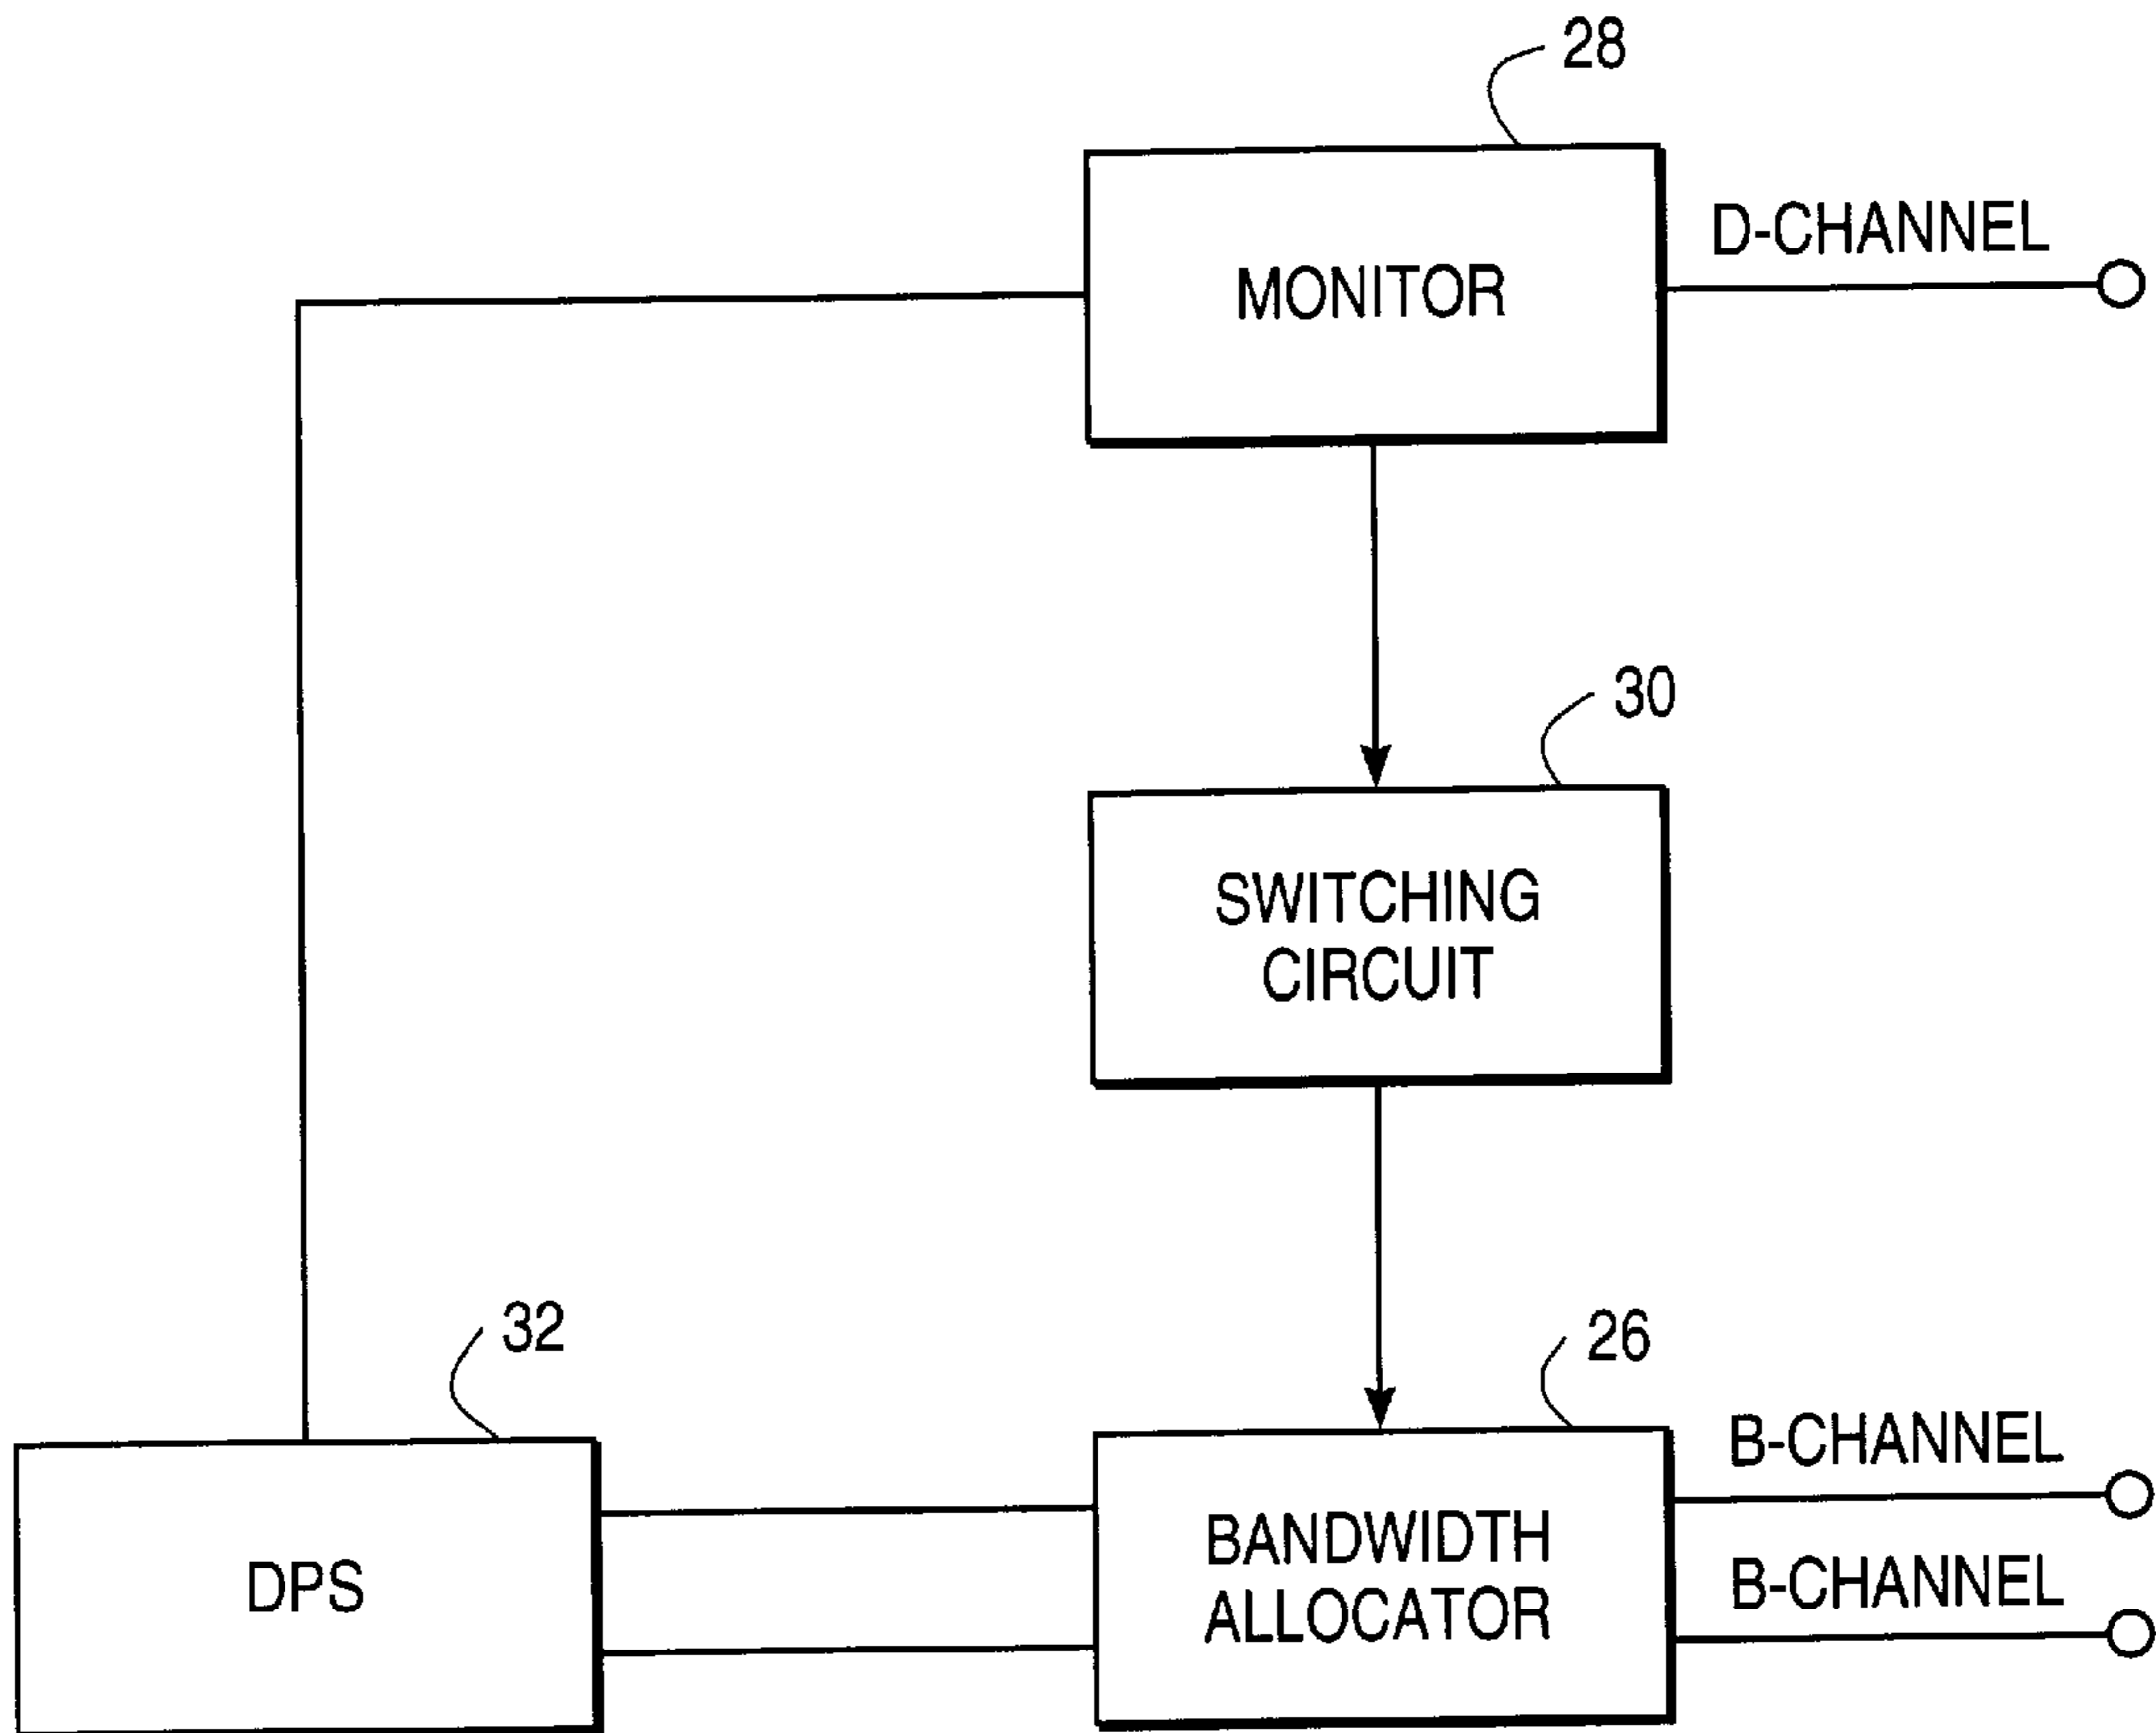 28
D-CHANNEL
MONITOR
30
SWITCHING
CIRCUIT
32
26
B-CHANNEL
BANDWIDTH
ALLOCATOR
DPS
B-CHANNEL